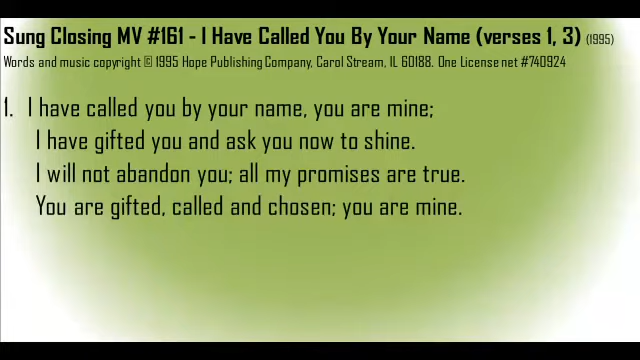 Sung Closing MV #161 - I Have Called You By Your Name (verses 1, 3) (1995)
Words and music copyright © 1995 Hope Publishing Company, Carol Stream, IL 60188. One License net #740924
1. I have called you by your name, you are mine;
I have gifted you and ask you now to shine.
I will not abandon you; all my promises are true.
You are gifted, called and chosen; you are mine.